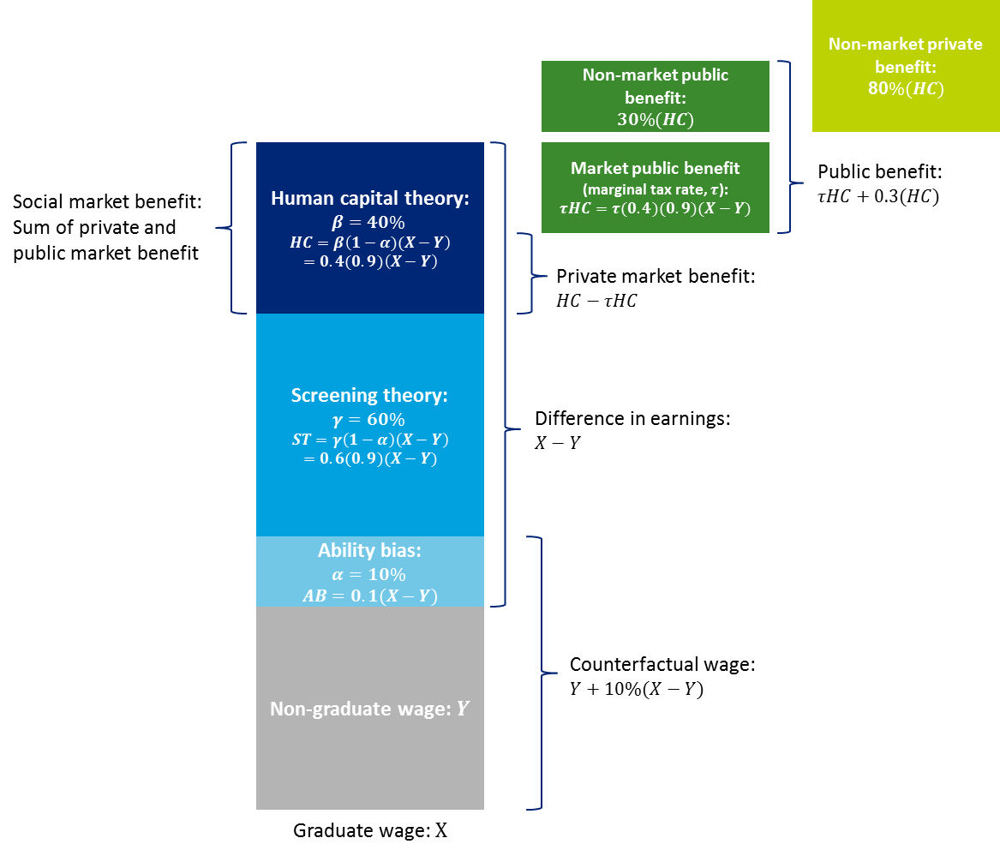 Non-market private
benefit:
80%(HC)
Non-market public
benefit:
30%(HC)
Market public benefit
(marginal tax rate, τ):
τHC = τ(0.4)(0.9)(X − Y)
Public benefit:
τHC + 0.3(HC)
Social market benefit:
Sum of private and
public market benefit
Human capital theory:
β = 40%
HC = β(1 − α)(X − Y)
= 0.4(0.9)(X − Y)
Private market benefit:
HC − τHC
Screening theory:
γ = 60%
ST = γ(1 − α)(X − Y)
= 0.6(0.9)(X − Y)
Difference in earnings:
X − Y
Ability bias:
α = 10%
AB = 0.1(X − Y)
Counterfactual wage:
Y + 10%(X − Y)
Non-graduate wage: Y
Graduate wage: X